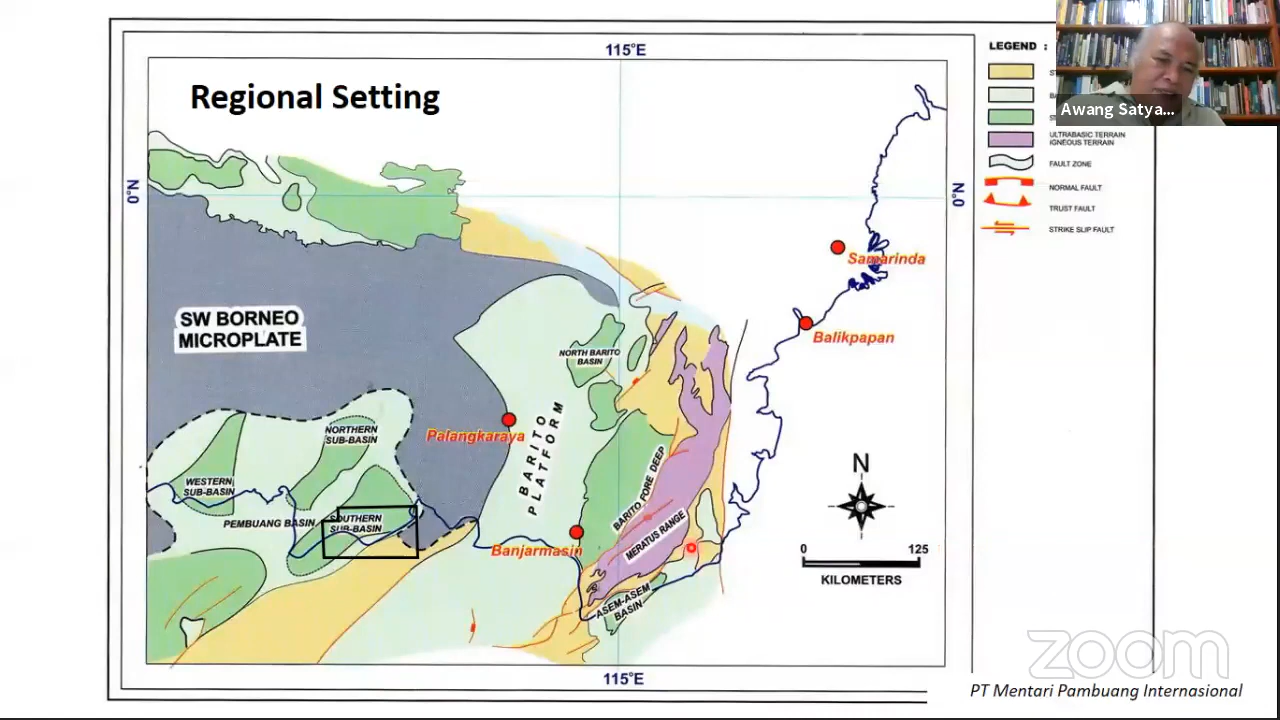 115°E
LEGEND :
Regional Setting
Awang Satya...
ULTRABASIC TERRAIN
IGNEOUS TERRAIN
FAULT ZONE
0°N
0°N
NORMAL FAULT
TRUST FAULT
STRIKE SLIP FAULT
Samarinda
SW BORNEO
MICROPLATE
Balikpapan
NORTH BARITO
BASIN
Palangkaraya
BARITO
PLATFORM
NORTHERN
SUB-BASIN
WESTERN
SUB-BASIN
BARITO FORE DEEP
N
PEMBUANG BASIN
SOUTHERN
SUB-BASIN
MERATUS RANGE
Banjarmasin
0
125
KILOMETERS
ASEM-ASEM
BASIN
115°E
zoom
PT Mentari Pambuang Internasional